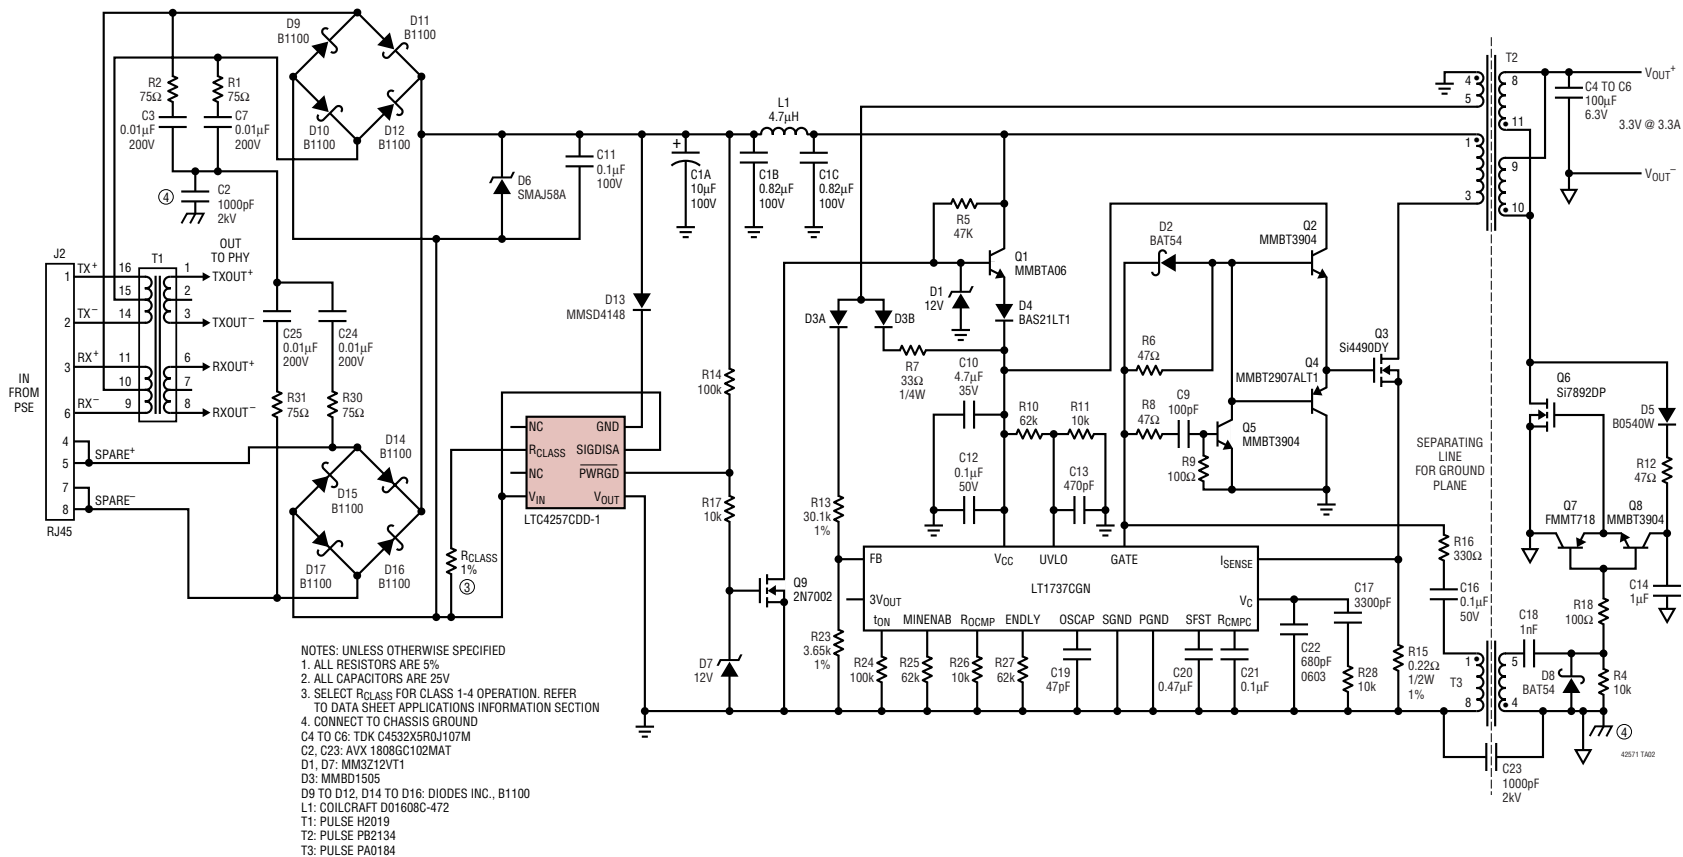 D9
B1100
D11
B1100
R2
75Ω
R1
75Ω
C3
0.01µF
200V
C7
0.01µF
200V
D10
B1100
D12
B1100
④
C2
1000pF
2kV
L1
4.7µH
D6
SMAJ58A
C11
0.1µF
100V
+
C1A
10µF
100V
C1B
0.82µF
100V
C1C
0.82µF
100V
T2
4
5
1
3
8
11
9
10
VOUT+
C4 TO C6
100µF
6.3V
3.3V @ 3.3A
VOUT–
J2
IN
FROM
PSE
1
TX+
2
TX–
3
RX+
6
RX–
4
5
SPARE+
7
8
SPARE–
RJ45
T1
16
15
14
11
10
9
1
2
3
6
7
8
OUT
TO PHY
TXOUT+
TXOUT–
RXOUT+
RXOUT–
C25
0.01µF
200V
C24
0.01µF
200V
R31
75Ω
R30
75Ω
D14
B1100
D15
B1100
D17
B1100
D16
B1100
D13
MMSD4148
NC
RCLASS
NC
VIN
GND
SIGDISA
PWRGD
VOUT
LTC4257CDD-1
RCLASS
1%
③
R14
100k
R17
10k
Q9
2N7002
D7
12V
R5
47K
Q1
MMBTA06
D1
12V
D4
BAS21LT1
D3A
D3B
R7
33Ω
1/4W
C10
4.7µF
35V
C12
0.1µF
50V
R10
62k
R11
10k
C13
470pF
R13
30.1k
1%
R23
3.65k
1%
D2
BAT54
Q2
MMBT3904
R6
47Ω
R8
47Ω
C9
100pF
R9
100Ω
Q5
MMBT3904
Q4
MMBT2907ALT1
Q3
Si4490DY
FB
VCC
UVLO
GATE
ISENSE
LT1737CGN
3VOUT
VC
tON
MINENAB
ROCMP
ENDLY
OSCAP
SGND
PGND
SFST
RCMPC
R24
100k
R25
62k
R26
10k
R27
62k
C19
47pF
C20
0.47µF
C21
0.1µF
C22
680pF
0603
C17
3300pF
R28
10k
R15
0.22Ω
1/2W
1%
R16
330Ω
C16
0.1µF
50V
SEPARATING
LINE
FOR GROUND
PLANE
Q6
Si7892DP
D5
B0540W
R12
47Ω
Q7
FMMT718
Q8
MMBT3904
C14
1µF
R18
100Ω
C18
1nF
T3
1
8
5
4
D8
BAT54
R4
10k
④
C23
1000pF
2kV
42571 TA02
NOTES: UNLESS OTHERWISE SPECIFIED
1. ALL RESISTORS ARE 5%
2. ALL CAPACITORS ARE 25V
3. SELECT RCLASS FOR CLASS 1-4 OPERATION. REFER
TO DATA SHEET APPLICATIONS INFORMATION SECTION
4. CONNECT TO CHASSIS GROUND
C4 TO C6: TDK C4532X5R0J107M
C2, C23: AVX 1808GC102MAT
D1, D7: MM3Z12VT1
D3: MMBD1505
D9 TO D12, D14 TO D16: DIODES INC., B1100
L1: COILCRAFT D01608C-472
T1: PULSE H2019
T2: PULSE PB2134
T3: PULSE PA0184